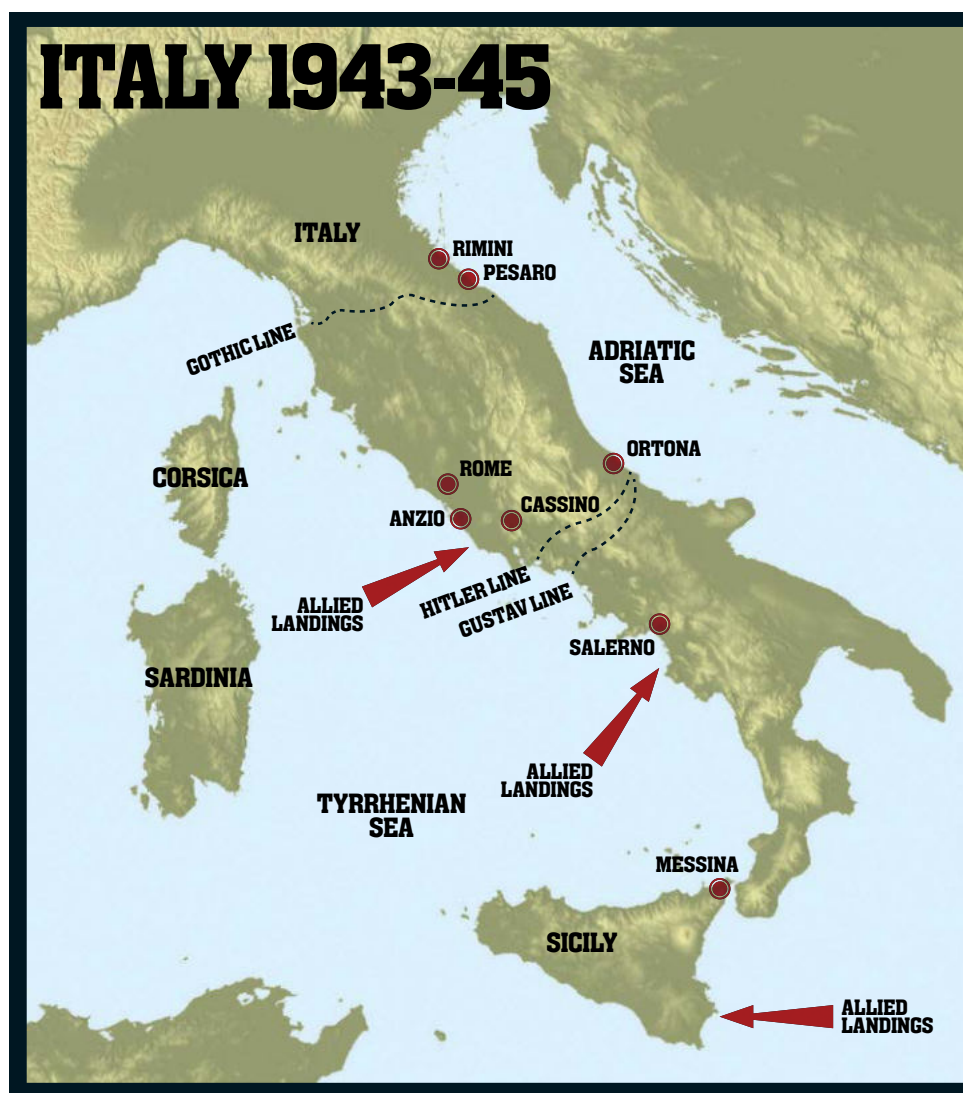 ITALY 1943-45
ITALY
RIMINI
PESARO
GOTHIC LINE
ADRIATIC
SEA
CORSICA
ORTONA
ROME
CASSINO
ANZIO
HITLER LINE
GUSTAV LINE
ALLIED
LANDINGS
SALERNO
SARDINIA
ALLIED
LANDINGS
TYRRHENIAN
SEA
MESSINA
SICILY
ALLIED
LANDINGS